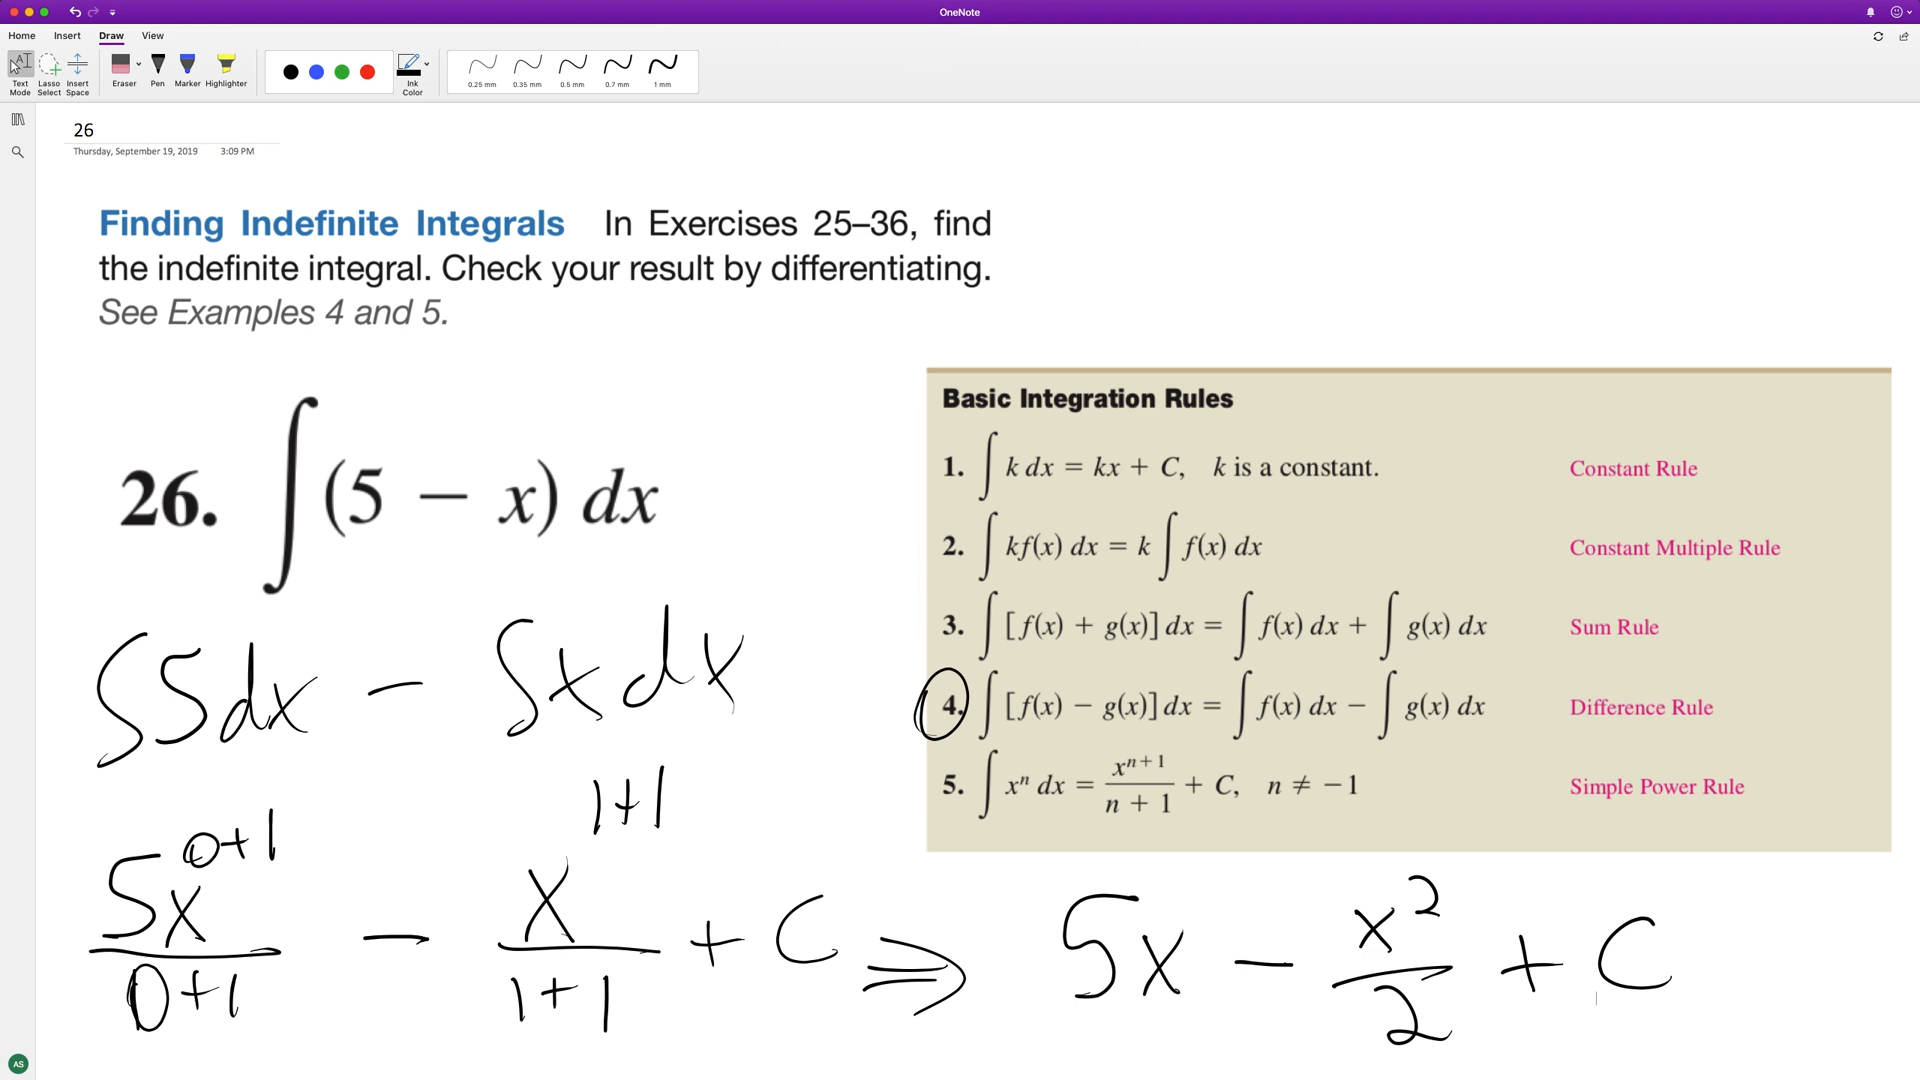 OneNote
Home Insert Draw View
Text Mode Lasso Select Insert Space Eraser Pen Marker Highlighter Ink Color 0.25 mm 0.35 mm 0.5 mm 0.7 mm 1 mm
26
Thursday, September 19, 2019 3:09 PM
Finding Indefinite Integrals In Exercises 25–36, find
the indefinite integral. Check your result by differentiating.
See Examples 4 and 5.
26. ∫(5 − x) dx
Basic Integration Rules
1. ∫ k dx = kx + C, k is a constant. Constant Rule
2. ∫ kf(x) dx = k ∫ f(x) dx Constant Multiple Rule
3. ∫ [f(x) + g(x)] dx = ∫ f(x) dx + ∫ g(x) dx Sum Rule
4. ∫ [f(x) − g(x)] dx = ∫ f(x) dx − ∫ g(x) dx Difference Rule
5. ∫ xⁿ dx = xⁿ⁺¹/(n + 1) + C, n ≠ −1 Simple Power Rule
∫5dx − ∫xdx
5x^(0+1)/(0+1) − x^(1+1)/(1+1) + C ⇒ 5x − x²/2 + C
AS